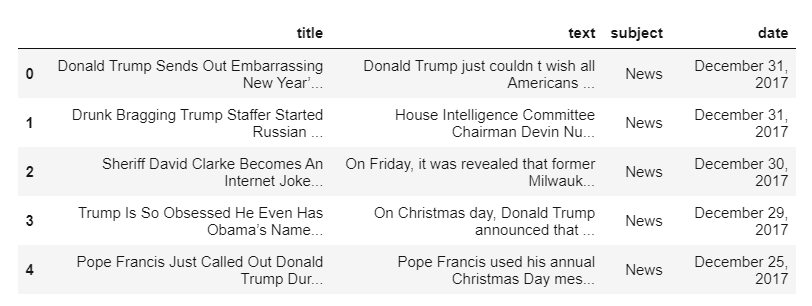 title text subject date
0 Donald Trump Sends Out Embarrassing New Year’... Donald Trump just couldn t wish all Americans ... News December 31, 2017
1 Drunk Bragging Trump Staffer Started Russian ... House Intelligence Committee Chairman Devin Nu... News December 31, 2017
2 Sheriff David Clarke Becomes An Internet Joke... On Friday, it was revealed that former Milwauk... News December 30, 2017
3 Trump Is So Obsessed He Even Has Obama’s Name... On Christmas day, Donald Trump announced that ... News December 29, 2017
4 Pope Francis Just Called Out Donald Trump Dur... Pope Francis used his annual Christmas Day mes... News December 25, 2017